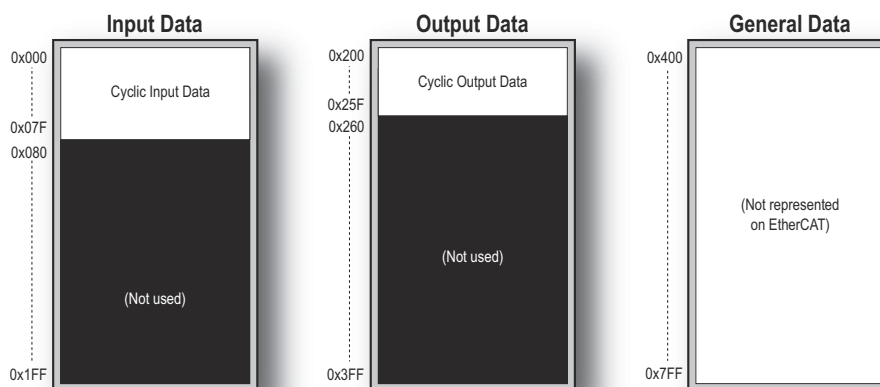 Input Data
0x000
Cyclic Input Data
0x07F
0x080
(Not used)
0x1FF
Output Data
0x200
Cyclic Output Data
0x25F
0x260
(Not used)
0x3FF
General Data
0x400
(Not represented
on EtherCAT)
0x7FF